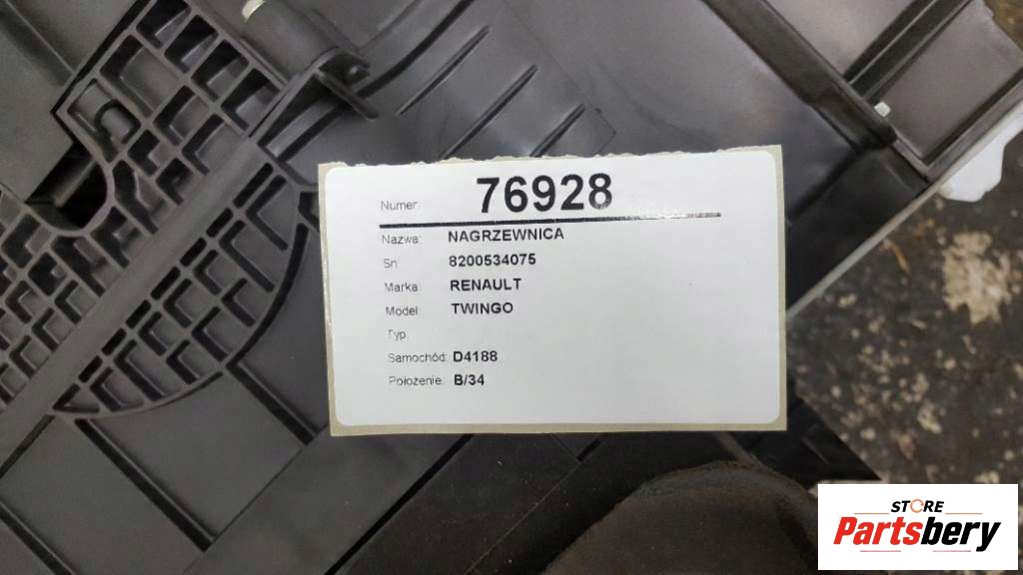 Numer: 76928
Nazwa: NAGRZEWNICA
Sn: 8200534075
Marka: RENAULT
Model: TWINGO
Typ:
Samochód: D4188
Położenie: B/34
STORE
Partsbery